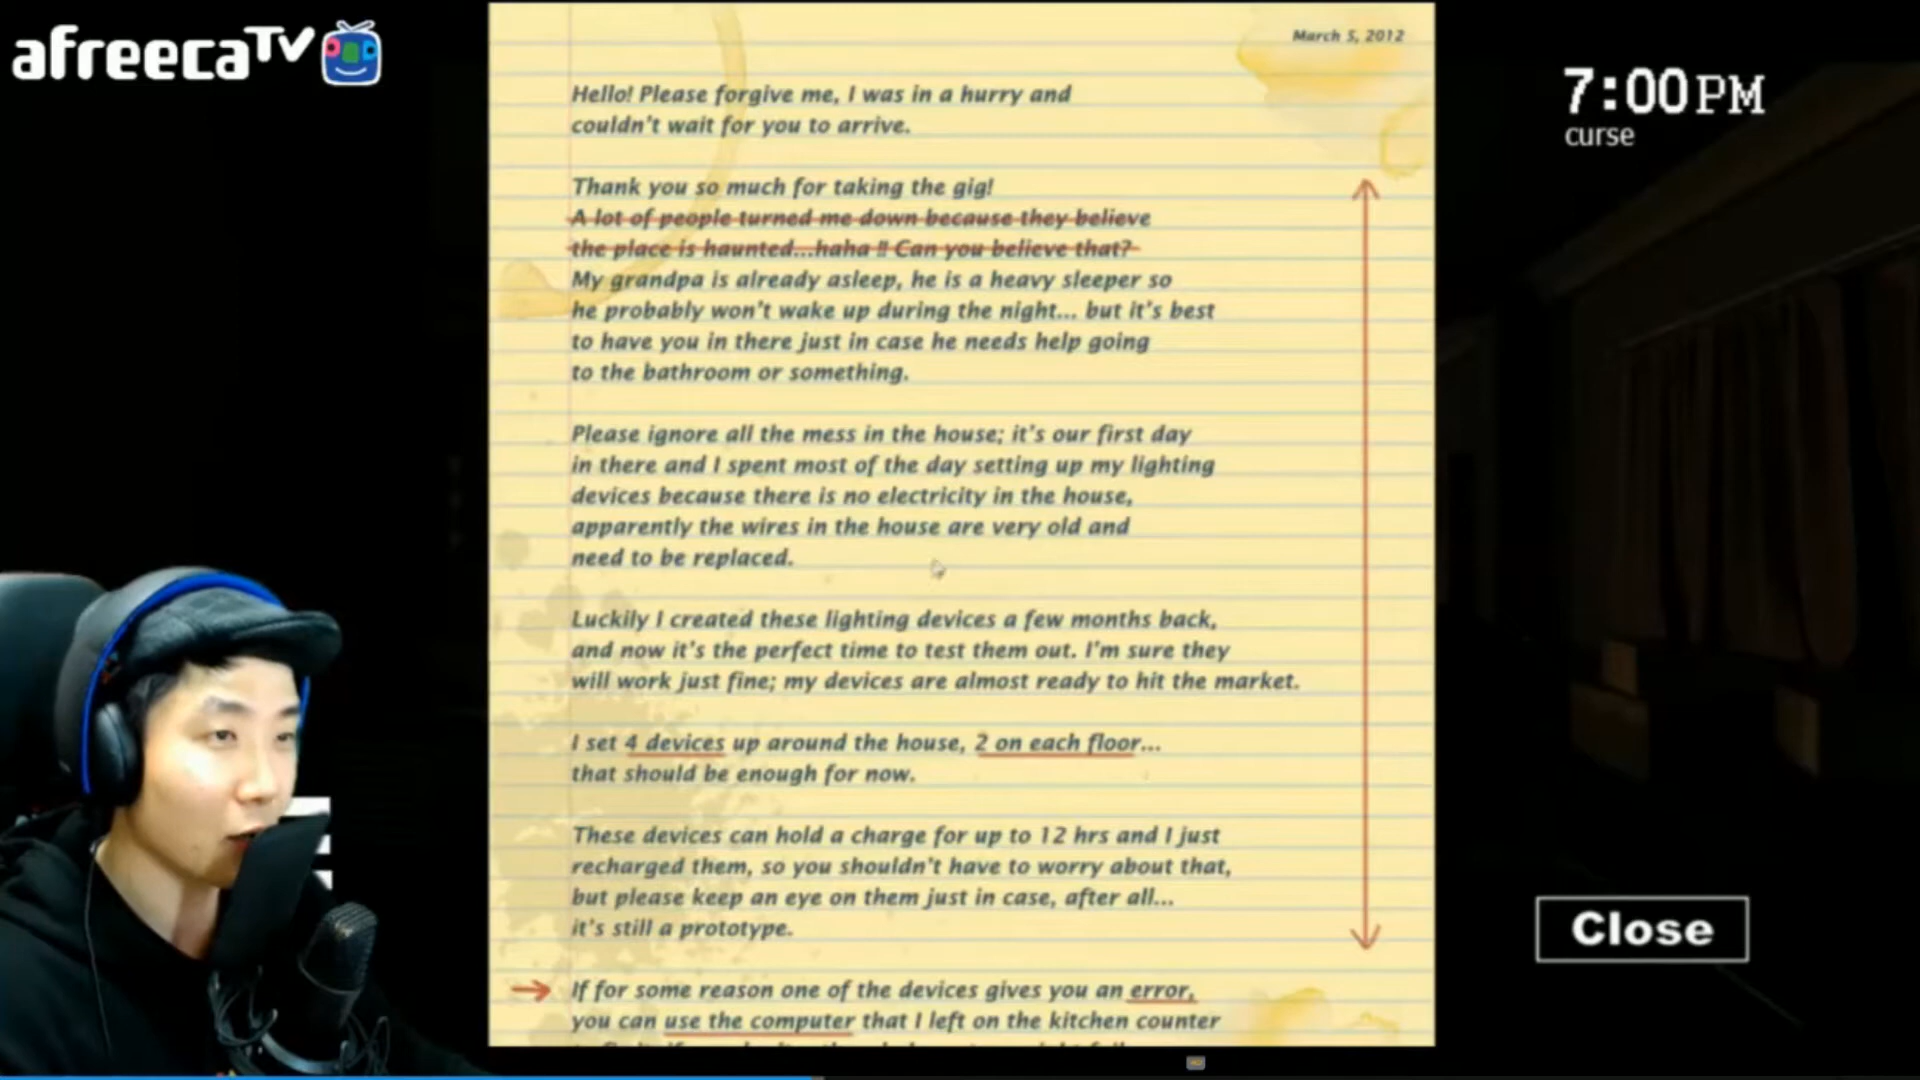 afreecaTV
March 5, 2012
7:00 PM
curse
Hello! Please forgive me, I was in a hurry and
couldn't wait for you to arrive.
Thank you so much for taking the gig!
A lot of people turned me down because they believe
the place is haunted...haha !! Can you believe that?
My grandpa is already asleep, he is a heavy sleeper so
he probably won't wake up during the night... but it's best
to have you in there just in case he needs help going
to the bathroom or something.
Please ignore all the mess in the house; it's our first day
in there and I spent most of the day setting up my lighting
devices because there is no electricity in the house,
apparently the wires in the house are very old and
need to be replaced.
Luckily I created these lighting devices a few months back,
and now it's the perfect time to test them out. I'm sure they
will work just fine; my devices are almost ready to hit the market.
I set 4 devices up around the house, 2 on each floor...
that should be enough for now.
These devices can hold a charge for up to 12 hrs and I just
recharged them, so you shouldn't have to worry about that,
but please keep an eye on them just in case, after all...
it's still a prototype.
If for some reason one of the devices gives you an error,
you can use the computer that I left on the kitchen counter
Close